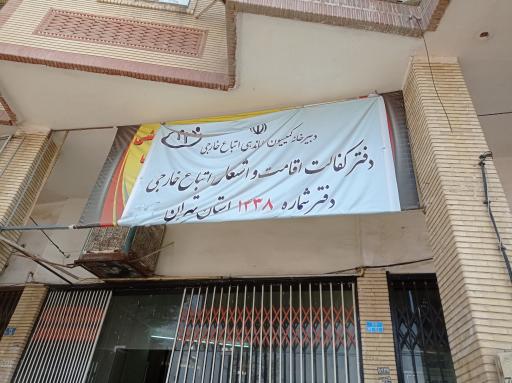 دبیرخانه کمیسیون ساماندهی اتباع خارجی
دفتر کفالت اقامت و اشتغال اتباع خارجی
دفتر شماره ۱۲۳۸ استان تهران